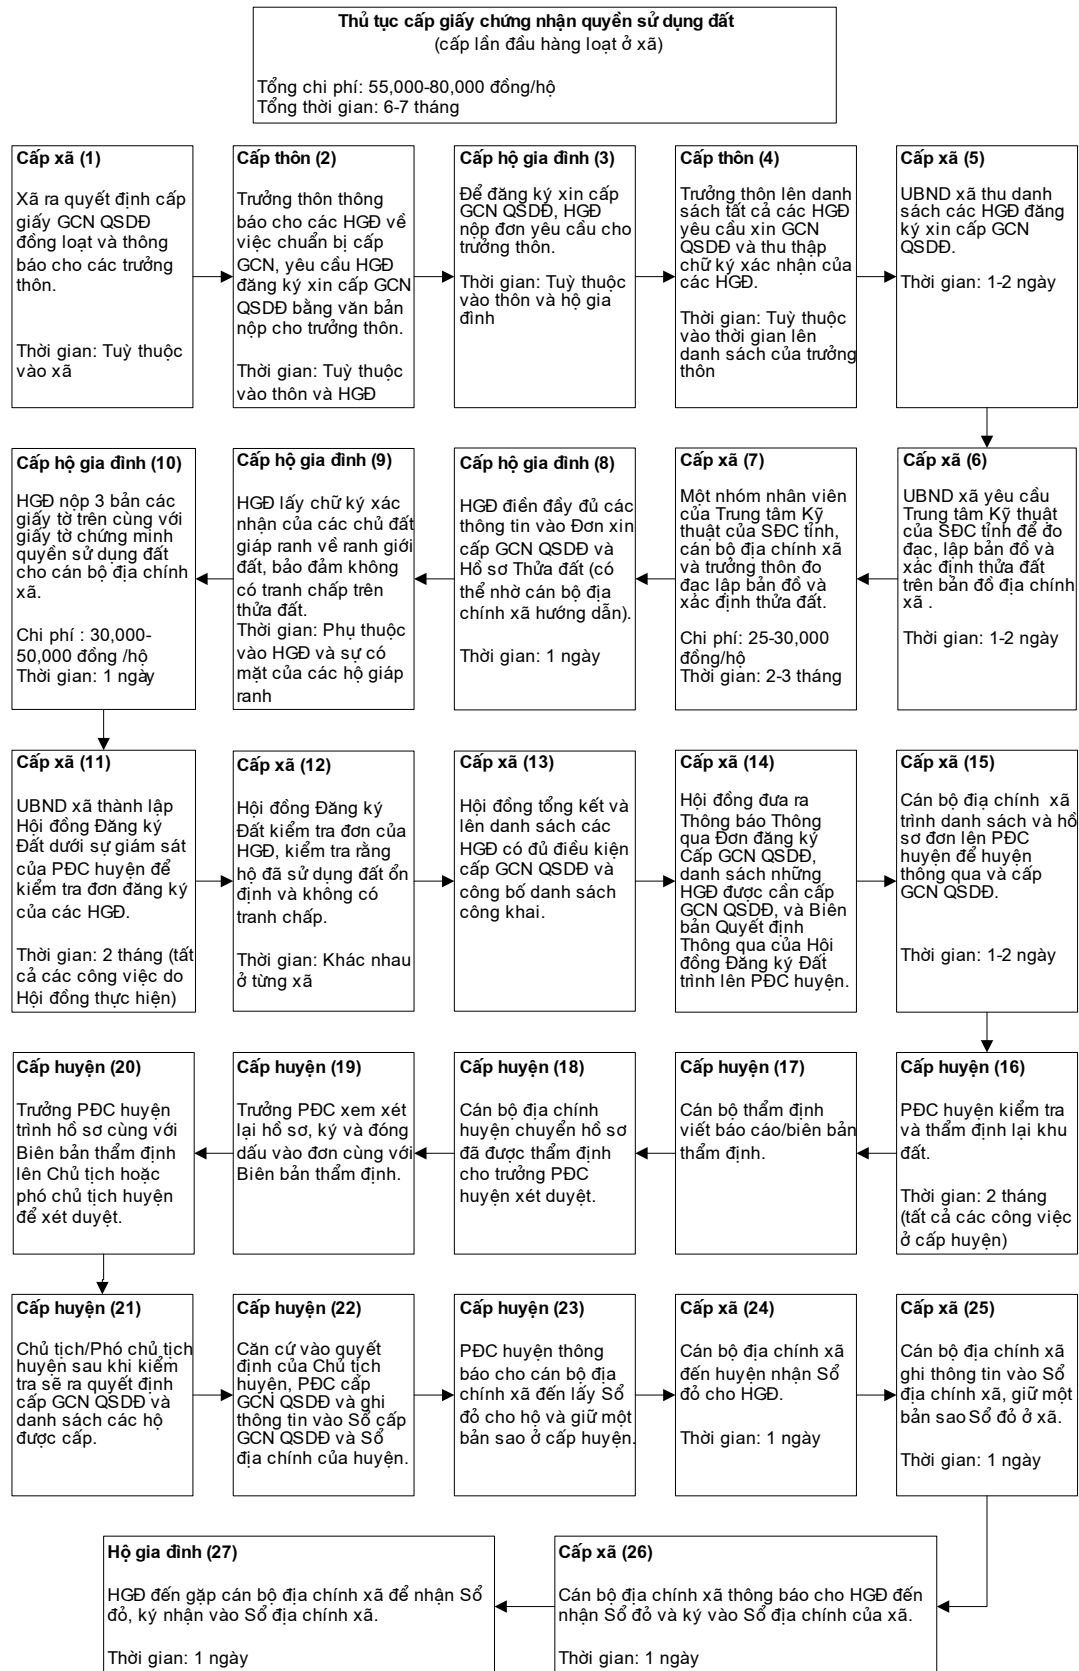 Thủ tục cấp giấy chứng nhận quyền sử dụng đất
(cấp lần đầu hàng loạt ở xã)
Tổng chi phí: 55,000-80,000 đồng/hộ
Tổng thời gian: 6-7 tháng
Cấp xã (1)
Xã ra quyết định cấp
giấy GCN QSDĐ
đồng loạt và thông
báo cho các trưởng
thôn.
Thời gian: Tuỳ thuộc
vào xã
Cấp thôn (2)
Trưởng thôn thông
báo cho các HGĐ về
việc chuẩn bị cấp
GCN, yêu cầu HGĐ
đăng ký xin cấp GCN
QSDĐ bằng văn bản
nộp cho trưởng thôn.
Thời gian: Tuỳ thuộc
vào thôn và HGĐ
Cấp hộ gia đình (3)
Để đăng ký xin cấp
GCN QSDĐ, HGĐ
nộp đơn yêu cầu cho
trưởng thôn.
Thời gian: Tuỳ thuộc
vào thôn và hộ gia
đình
Cấp thôn (4)
Trưởng thôn lên danh
sách tất cả các HGĐ
yêu cầu xin GCN
QSDĐ và thu thập
chữ ký xác nhận của
các HGĐ.
Thời gian: Tuỳ thuộc
vào thời gian lên
danh sách của trưởng
thôn
Cấp xã (5)
UBND xã thu danh
sách các HGĐ đăng
ký xin cấp GCN
QSDĐ.
Thời gian: 1-2 ngày
Cấp hộ gia đình (10)
HGĐ nộp 3 bản các
giấy tờ trên cùng với
giấy tờ chứng minh
quyền sử dụng đất
cho cán bộ địa chính
xã.
Chi phí : 30,000-
50,000 đồng /hộ
Thời gian: 1 ngày
Cấp hộ gia đình (9)
HGĐ lấy chữ ký xác
nhận của các chủ đất
giáp ranh về ranh giới
đất, bảo đảm không
có tranh chấp trên
thửa đất.
Thời gian: Phụ thuộc
vào HGĐ và sự có
mặt của các hộ giáp
ranh
Cấp hộ gia đình (8)
HGĐ điền đầy đủ các
thông tin vào Đơn xin
cấp GCN QSDĐ và
Hồ sơ Thửa đất (có
thể nhờ cán bộ địa
chính xã hướng dẫn).
Thời gian: 1 ngày
Cấp xã (7)
Một nhóm nhân viên
của Trung tâm Kỹ
thuật của SĐC tỉnh,
cán bộ địa chính xã
và trưởng thôn đo
đạc lập bản đồ và
xác định thửa đất.
Chi phí: 25-30,000
đồng/hộ
Thời gian: 2-3 tháng
Cấp xã (6)
UBND xã yêu cầu
Trung tâm Kỹ thuật
của SĐC tỉnh để đo
đạc, lập bản đồ và
xác định thửa đất
trên bản đồ địa chính
xã .
Thời gian: 1-2 ngày
Cấp xã (11)
UBND xã thành lập
Hội đồng Đăng ký
Đất dưới sự giám sát
của PĐC huyện để
kiểm tra đơn đăng ký
của các HGĐ.
Thời gian: 2 tháng (tất
cả các công việc do
Hội đồng thực hiện)
Cấp xã (12)
Hội đồng Đăng ký
Đất kiểm tra đơn của
HGĐ, kiểm tra rằng
hộ đã sử dụng đất ổn
định và không có
tranh chấp.
Thời gian: Khác nhau
ở từng xã
Cấp xã (13)
Hội đồng tổng kết và
lên danh sách các
HGĐ có đủ điều kiện
cấp GCN QSDĐ và
công bố danh sách
công khai.
Cấp xã (14)
Hội đồng đưa ra
Thông báo Thông
qua Đơn đăng ký
Cấp GCN QSDĐ,
danh sách những
HGĐ được cần cấp
GCN QSDĐ, và Biên
bản Quyết định
Thông qua của Hội
đồng Đăng ký Đất
trình lên PĐC huyện.
Cấp xã (15)
Cán bộ địa chính xã
trình danh sách và hồ
sơ đơn lên PĐC
huyện để huyện
thông qua và cấp
GCN QSDĐ.
Thời gian: 1-2 ngày
Cấp huyện (20)
Trưởng PĐC huyện
trình hồ sơ cùng với
Biên bản thẩm định
lên Chủ tịch hoặc
phó chủ tịch huyện
để xét duyệt.
Cấp huyện (19)
Trưởng PĐC xem xét
lại hồ sơ, ký và đóng
dấu vào đơn cùng với
Biên bản thẩm định.
Cấp huyện (18)
Cán bộ địa chính
huyện chuyển hồ sơ
đã được thẩm định
cho trưởng PĐC
huyện xét duyệt.
Cấp huyện (17)
Cán bộ thẩm định
viết báo cáo/biên bản
thẩm định.
Cấp huyện (16)
PĐC huyện kiểm tra
và thẩm định lại khu
đất.
Thời gian: 2 tháng
(tất cả các công việc
ở cấp huyện)
Cấp huyện (21)
Chủ tịch/Phó chủ tịch
huyện sau khi kiểm
tra sẽ ra quyết định
cấp GCN QSDĐ và
danh sách các hộ
được cấp.
Cấp huyện (22)
Căn cứ vào quyết
định của Chủ tịch
huyện, PĐC cấp
GCN QSDĐ và ghi
thông tin vào Sổ cấp
GCN QSDĐ và Sổ
địa chính của huyện.
Cấp huyện (23)
PĐC huyện thông
báo cho cán bộ địa
chính xã đến lấy Sổ
đỏ cho hộ và giữ một
bản sao ở cấp huyện.
Cấp xã (24)
Cán bộ địa chính xã
đến huyện nhận Sổ
đỏ cho HGĐ.
Thời gian: 1 ngày
Cấp xã (25)
Cán bộ địa chính xã
ghi thông tin vào Sổ
địa chính xã, giữ một
bản sao Sổ đỏ ở xã.
Thời gian: 1 ngày
Hộ gia đình (27)
HGĐ đến gặp cán bộ địa chính xã để nhận Sổ
đỏ, ký nhận vào Sổ địa chính xã.
Thời gian: 1 ngày
Cấp xã (26)
Cán bộ địa chính xã thông báo cho HGĐ đến
nhận Sổ đỏ và ký vào Sổ địa chính của xã.
Thời gian: 1 ngày